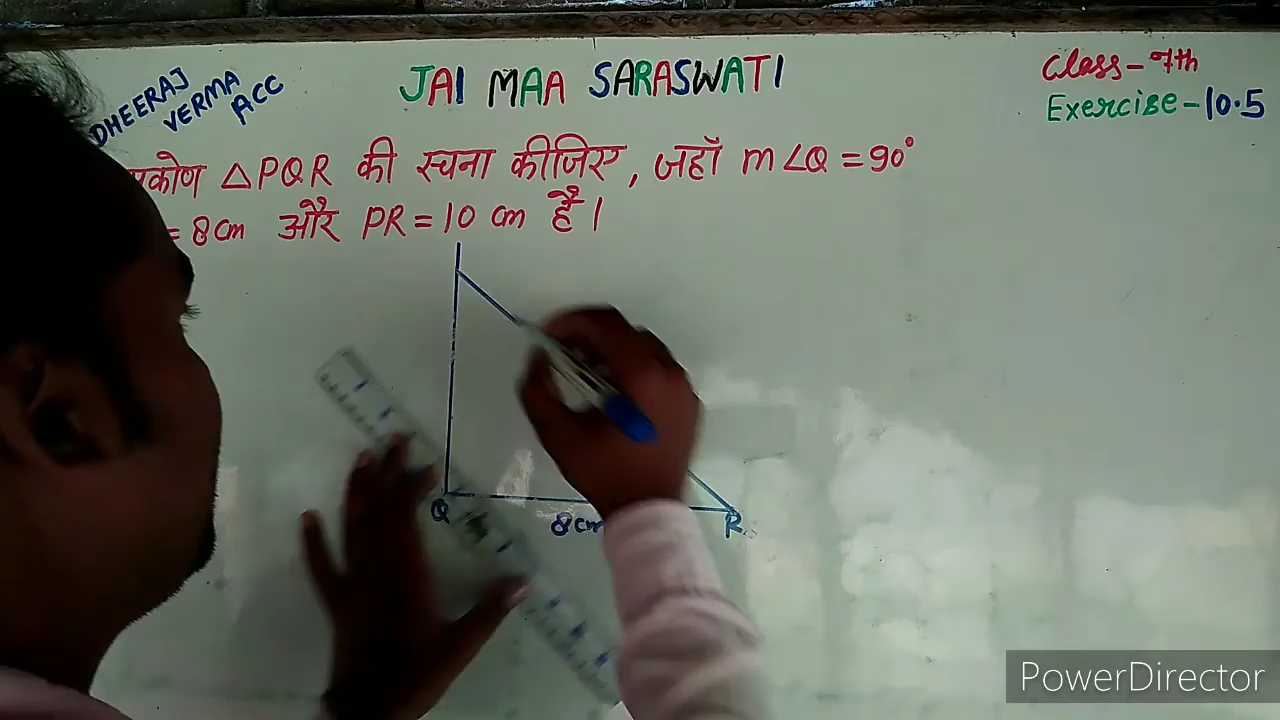 DHEERAJ
VERMA
ACC
JAI MAA SARASWATI
Class-7th
Exercise-10.5
△PQR की रचना कीजिए, जहाँ m∠Q = 90°
= 8cm और PR = 10 cm है।
Q
8cm
R
PowerDirector